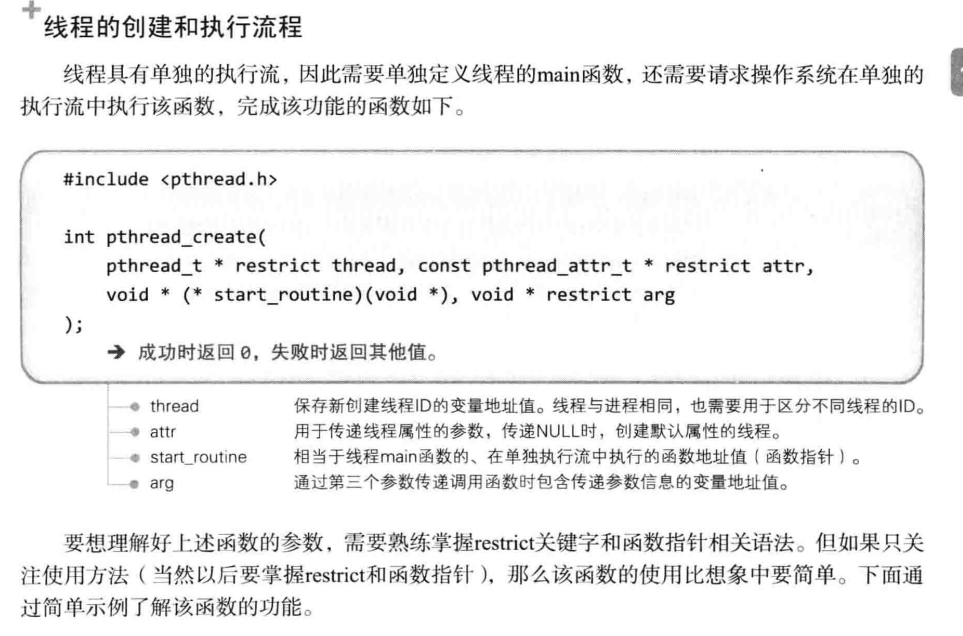 线程的创建和执行流程
线程具有单独的执行流，因此需要单独定义线程的main函数，还需要请求操作系统在单独的
执行流中执行该函数，完成该功能的函数如下。
#include <pthread.h>
int pthread_create(
pthread_t * restrict thread, const pthread_attr_t * restrict attr,
void * (* start_routine)(void *), void * restrict arg
);
→ 成功时返回 0，失败时返回其他值。
thread 保存新创建线程ID的变量地址值。线程与进程相同，也需要用于区分不同线程的ID。
attr 用于传递线程属性的参数，传递NULL时，创建默认属性的线程。
start_routine 相当于线程main函数的、在单独执行流中执行的函数地址值（函数指针）。
arg 通过第三个参数传递调用函数时包含传递参数信息的变量地址值。
要想理解好上述函数的参数，需要熟练掌握restrict关键字和函数指针相关语法。但如果只关
注使用方法（当然以后要掌握restrict和函数指针），那么该函数的使用比想象中要简单。下面通
过简单示例了解该函数的功能。